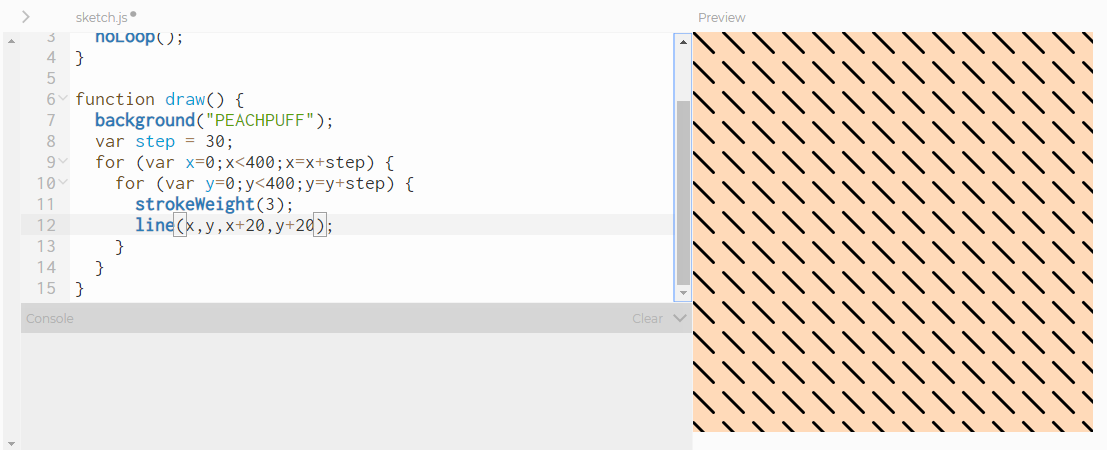 sketch.js
Preview
3 noLoop();
4 }
5
6 function draw() {
7 background("PEACHPUFF");
8 var step = 30;
9 for (var x=0;x<400;x=x+step) {
10 for (var y=0;y<400;y=y+step) {
11 strokeWeight(3);
12 line(x,y,x+20,y+20);
13 }
14 }
15 }
Console
Clear